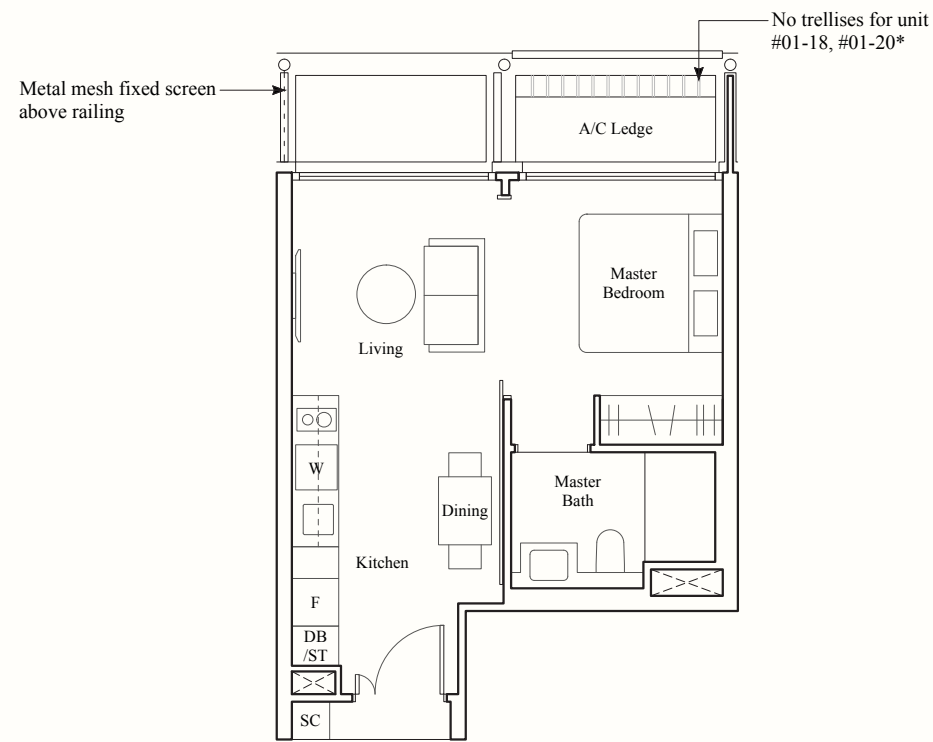 No trellises for unit
#01-18, #01-20*
Metal mesh fixed screen
above railing
A/C Ledge
Master
Bedroom
Living
W
Master
Bath
Dining
Kitchen
F
DB
/ST
SC